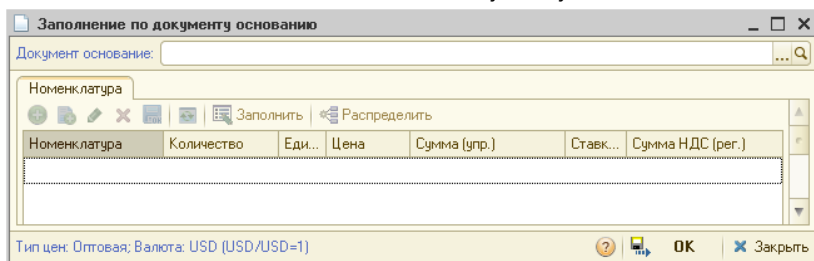 Заполнение по документу основанию
Документ основание:
...
Номенклатура
Заполнить Распределить
Номенклатура Количество Еди... Цена Сумма (упр.) Ставк... Сумма НДС (рег.)
Тип цен: Оптовая; Валюта: USD (USD/USD=1) ? OK Закрыть